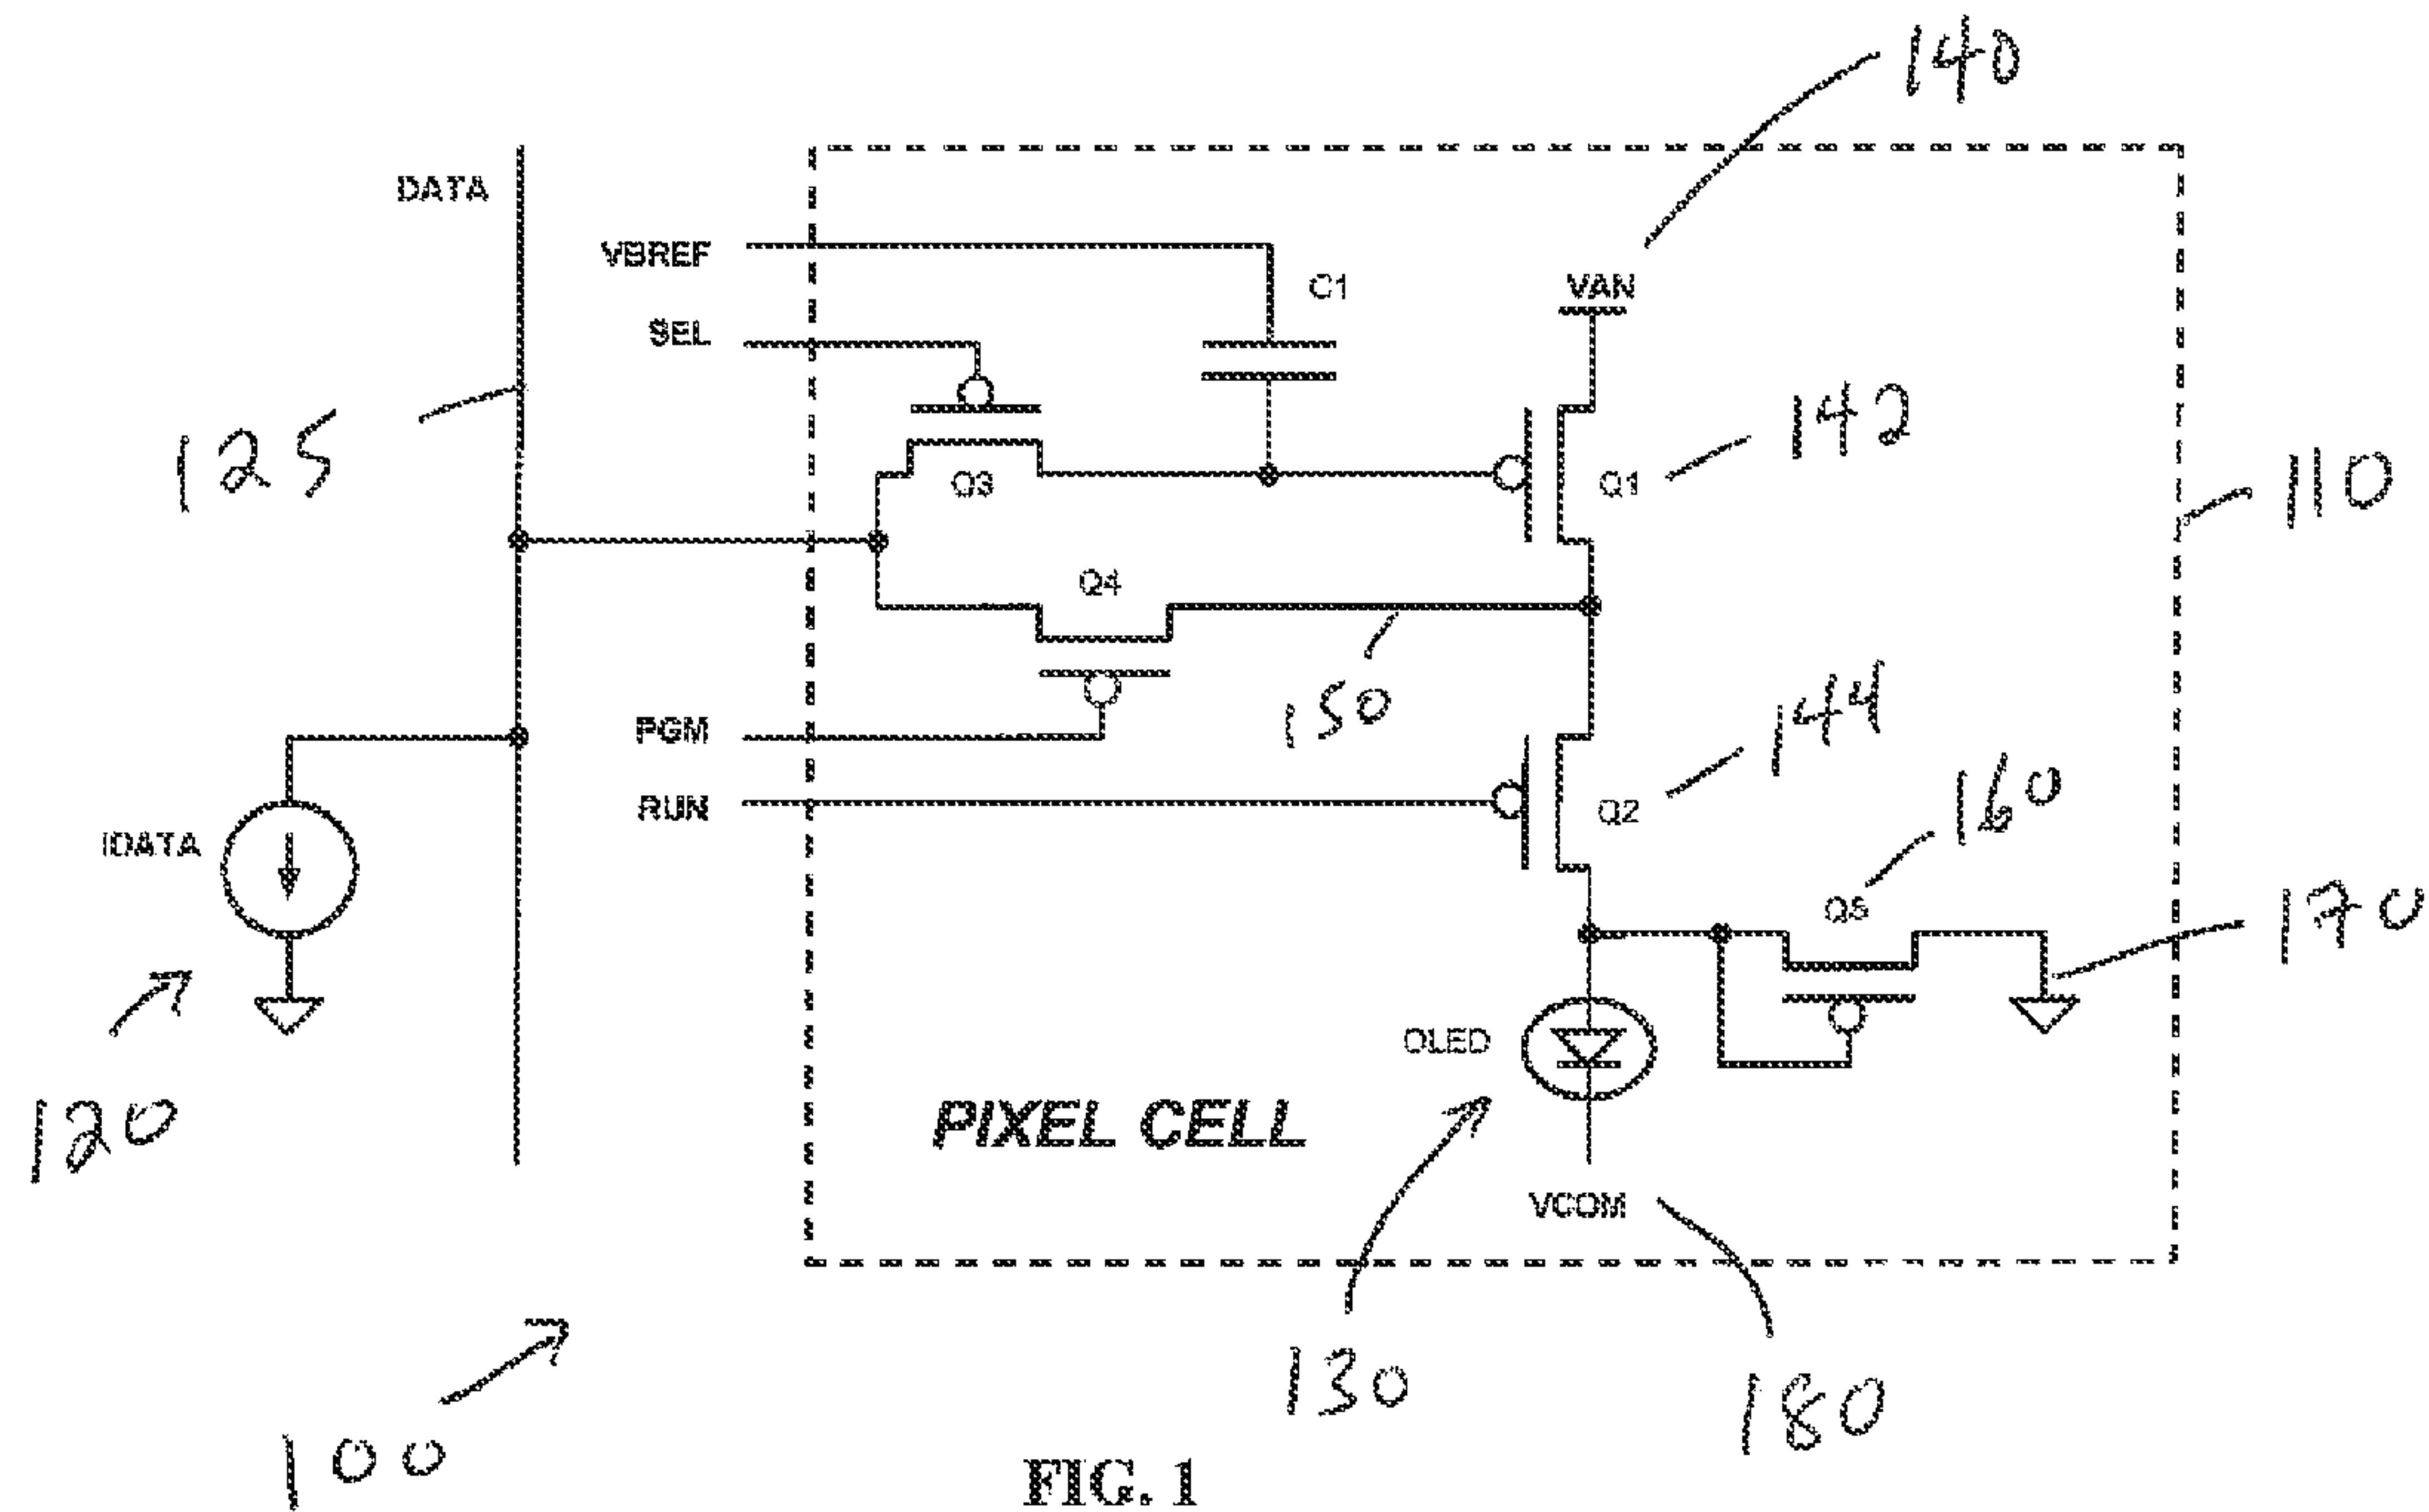 140
DATA
VBREF
C1
VAN
SEL
125
Q3
Q1
142
110
Q4
150
PGM
144
RUN
Q2
160
IDATA
Q5
170
120
OLED
PIXEL CELL
VCOM
130
180
100
FIG. 1